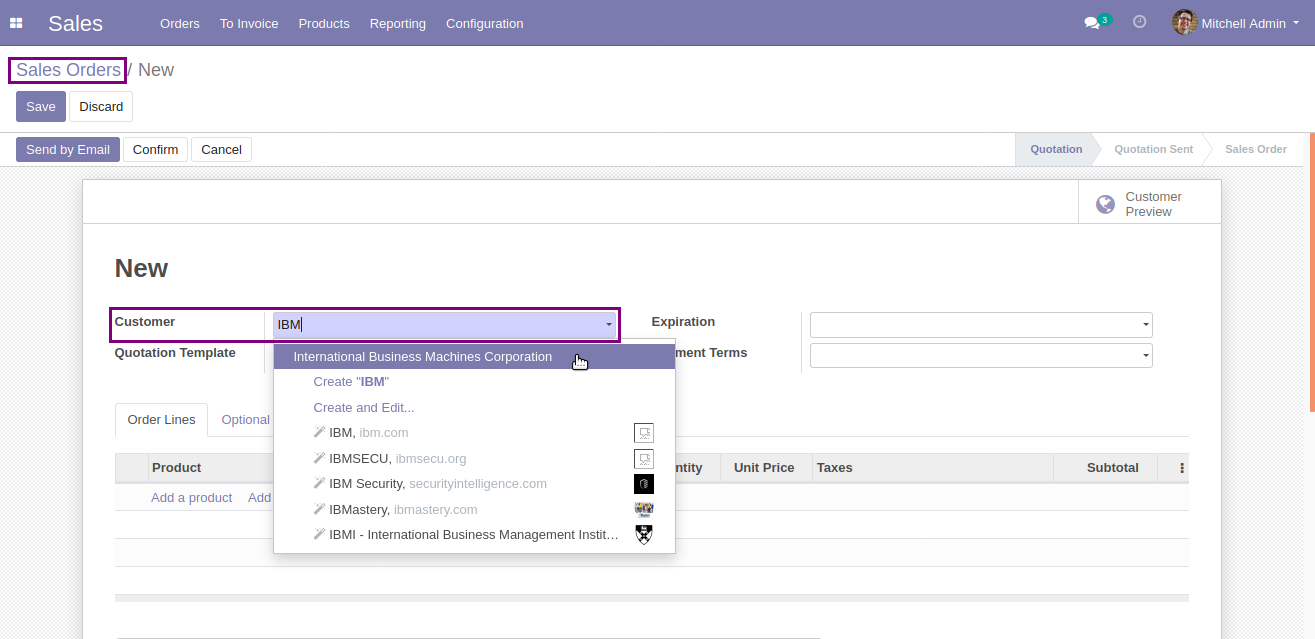 Sales Orders To Invoice Products Reporting Configuration 3 Mitchell Admin
Sales Orders / New
Save Discard
Send by Email Confirm Cancel Quotation Quotation Sent Sales Order
Customer
Preview
New
Customer IBM Expiration
Quotation Template ment Terms
International Business Machines Corporation
Create "IBM"
Create and Edit...
IBM, ibm.com
IBMSECU, ibmsecu.org
IBM Security, securityintelligence.com
IBMastery, ibmastery.com
IBMI - International Business Management Instit...
Order Lines Optional
Product ntity Unit Price Taxes Subtotal
Add a product Add